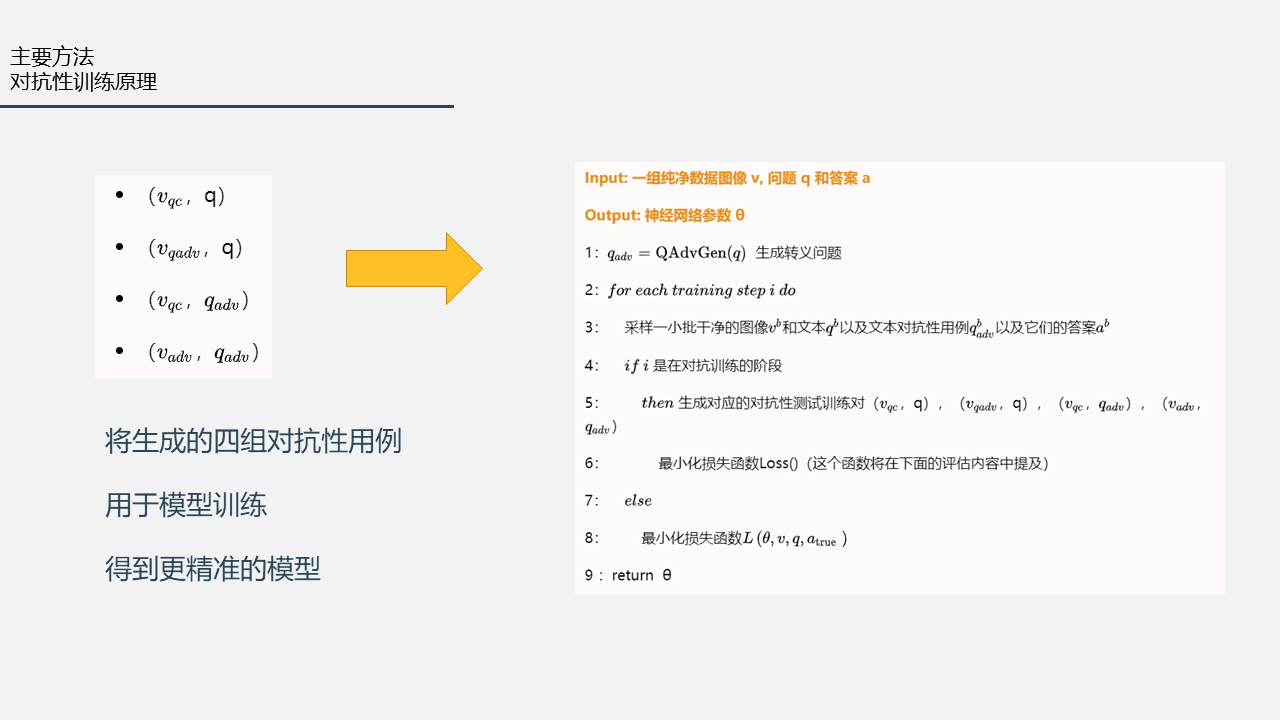 主要方法
对抗性训练原理
• （v_{qc}，q）
• （v_{qadv}，q）
• （v_{qc}，q_{adv}）
• （v_{adv}，q_{adv}）
将生成的四组对抗性用例
用于模型训练
得到更精准的模型
Input: 一组纯净数据图像 v, 问题 q 和答案 a
Output: 神经网络参数 θ
1：q_{adv} = QAdvGen(q) 生成转义问题
2：for each training step i do
3： 采样一小批干净的图像v^b和文本q^b以及文本对抗性用例q^b_{adv}以及它们的答案a^b
4： if i 是在对抗训练的阶段
5： then 生成对应的对抗性测试训练对（v_{qc}，q），（v_{qadv}，q），（v_{qc}，q_{adv}），（v_{adv}，
q_{adv}）
6： 最小化损失函数Loss()（这个函数将在下面的评估内容中提及）
7： else
8： 最小化损失函数L (θ, v, q, a_{true} )
9 ：return θ